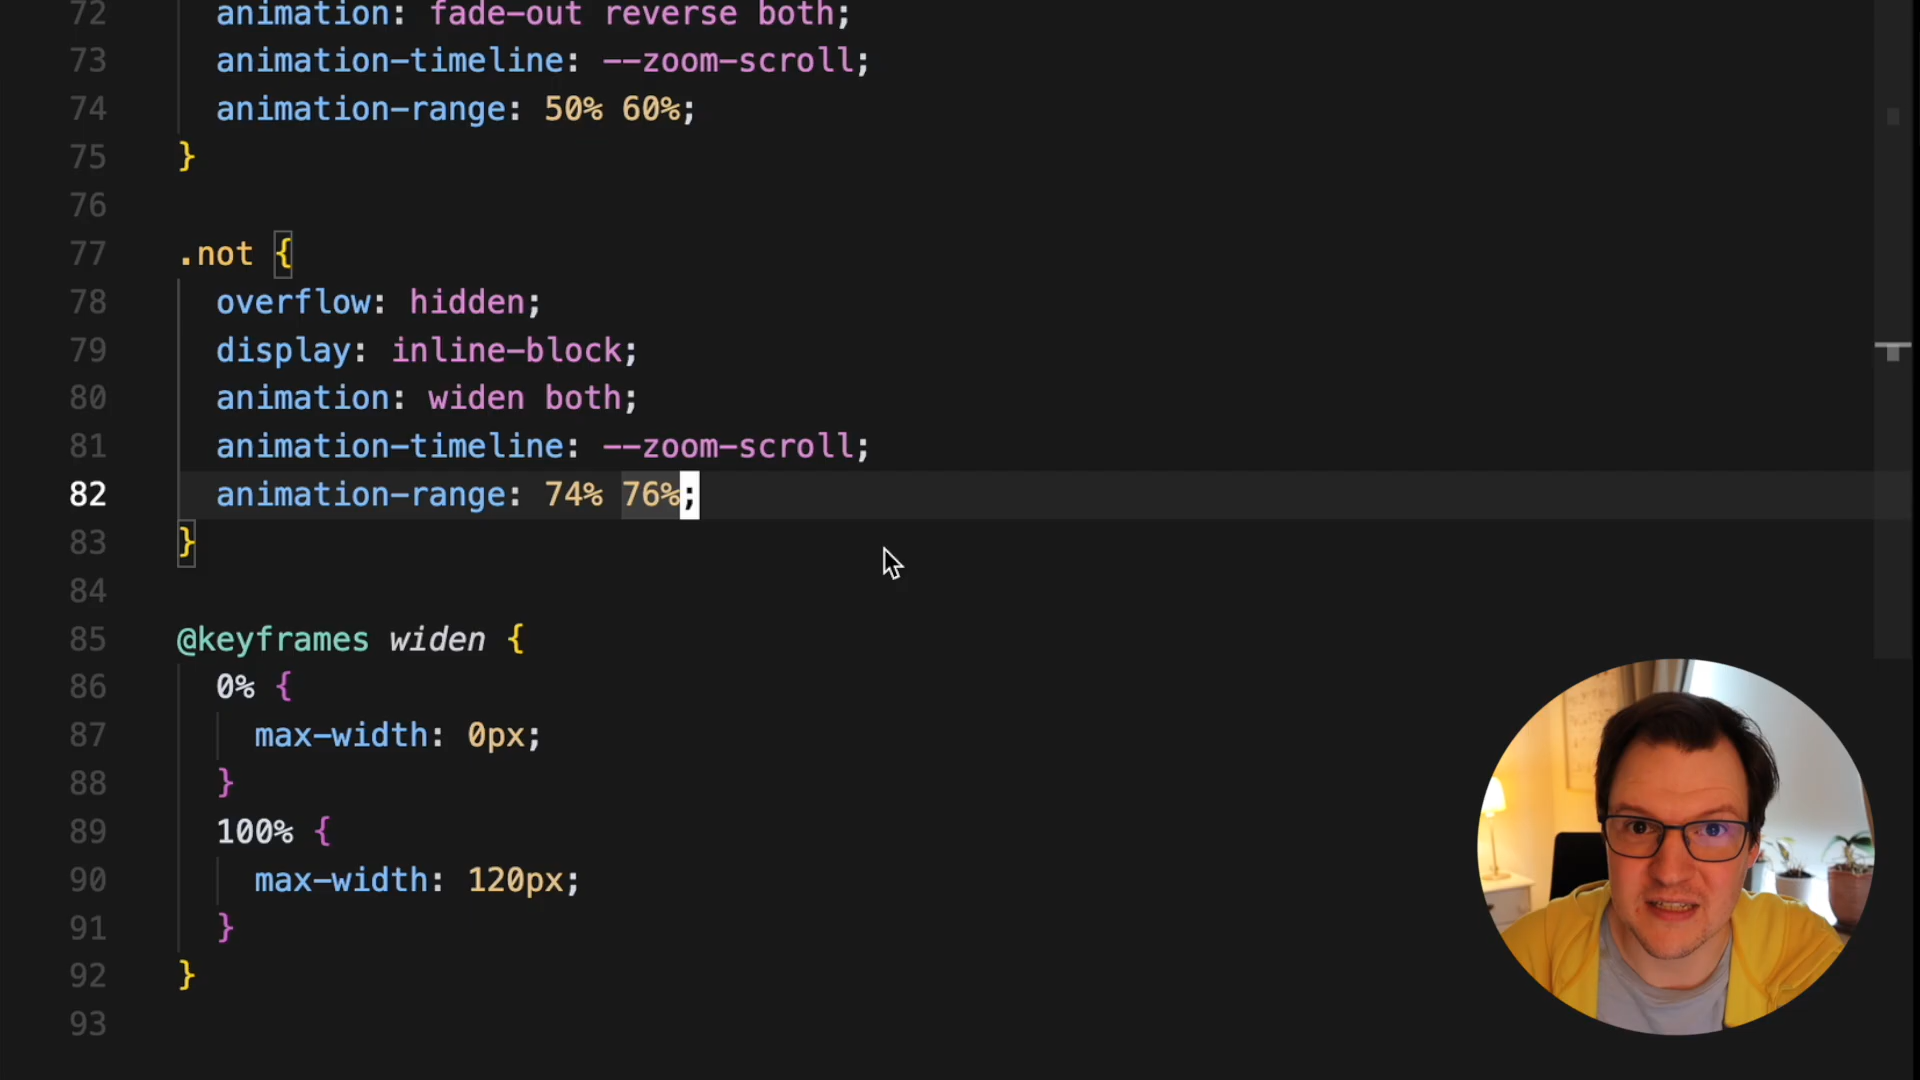 72 animation: fade-out reverse both;
73 animation-timeline: --zoom-scroll;
74 animation-range: 50% 60%;
75 }
76
77 .not {
78 overflow: hidden;
79 display: inline-block;
80 animation: widen both;
81 animation-timeline: --zoom-scroll;
82 animation-range: 74% 76%;
83 }
84
85 @keyframes widen {
86 0% {
87 max-width: 0px;
88 }
89 100% {
90 max-width: 120px;
91 }
92 }
93